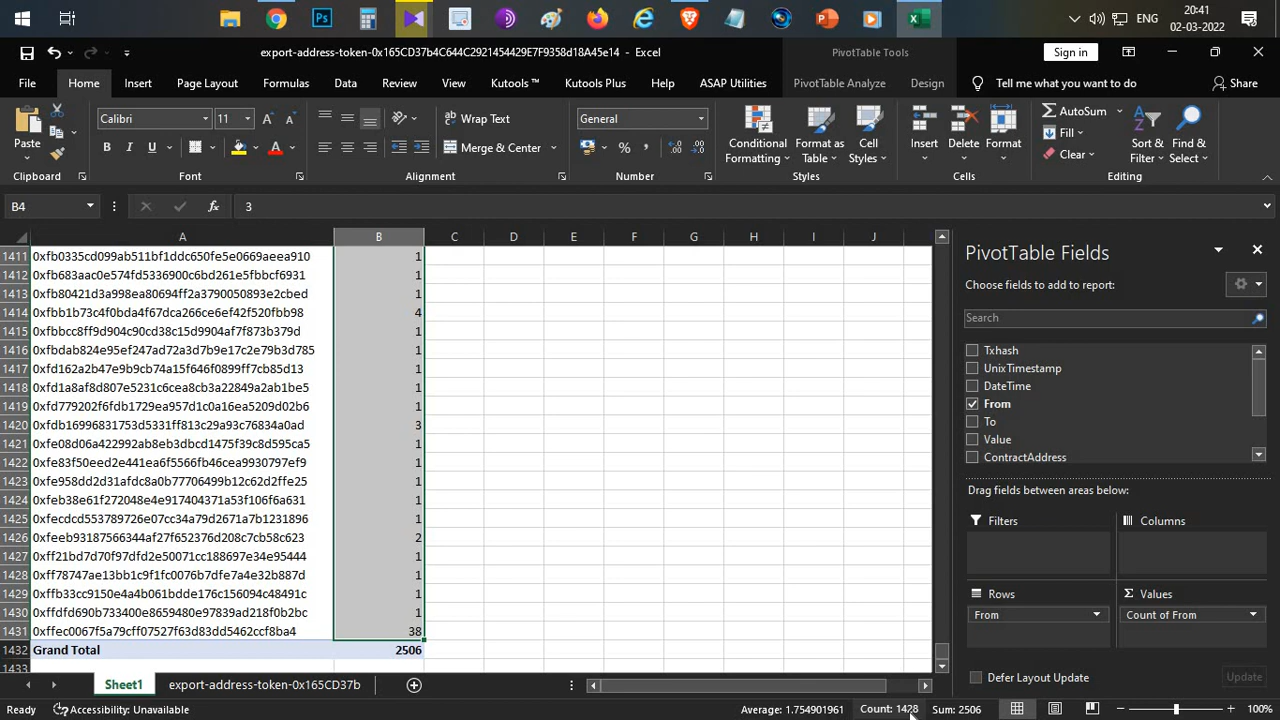 20:41
ENG
02-03-2022
export-address-token-0x165CD37b4C644C2921454429E7F9358d18A45e14 - Excel
PivotTable Tools
Sign in
File Home Insert Page Layout Formulas Data Review View Kutools ™ Kutools Plus Help ASAP Utilities PivotTable Analyze Design Tell me what you want to do Share
Calibri 11 Wrap Text General AutoSum
Paste B I U Merge & Center % Conditional Formatting Format as Table Cell Styles Insert Delete Format Fill Sort & Filter Find & Select
Clear
Clipboard Font Alignment Number Styles Cells Editing
B4 fx 3
A B C D E F G H I J
1411 0xfb0335cd099ab511bf1ddc650fe5e0669aeea910 1
1412 0xfb683aac0e574fd5336900c6bd261e5fbbcf6931 1
1413 0xfb80421d3a998ea80694ff2a3790050893e2cbed 1
1414 0xfbb1b73c4f0bda4f67dca266ce6ef42f520fbb98 4
1415 0xfbbcc8ff9d904c90cd38c15d9904af7f873b379d 1
1416 0xfbdab824e95ef247ad72a3d7b9e17c2e79b3d785 1
1417 0xfd162a2b47e9b9cb74a15f646f0899ff7cb85d13 1
1418 0xfd1a8af8d807e5231c6cea8cb3a22849a2ab1be5 1
1419 0xfd779202f6fdb1729ea957d1c0a16ea5209d02b6 1
1420 0xfdb16996831753d5331ff813c29a93c76834a0ad 3
1421 0xfe08d06a422992ab8eb3dbcd1475f39c8d595ca5 1
1422 0xfe83f50eed2e441ea6f5566fb46cea9930797ef9 1
1423 0xfe958dd2d31afdc8a0b77706499b12c62d2ffe25 1
1424 0xfeb38e61f272048e4e917404371a53f106f6a631 1
1425 0xfecdcd553789726e07cc34a79d2671a7b1231896 1
1426 0xfeeb93187566344af27f652376d208c7cb58c623 2
1427 0xff21bd7d70f97dfd2e50071cc188697e34e95444 1
1428 0xff78747ae13bb1c9f1fc0076b7dfe7a4e32b887d 1
1429 0xffb33cc9150e4a4b061bdde176c156094c48491c 1
1430 0xffdfd690b733400e8659480e97839ad218f0b2bc 1
1431 0xffec0067f5a79cff07527f63d83dd5462ccf8ba4 38
1432 Grand Total 2506
1433
PivotTable Fields
Choose fields to add to report:
Search
Txhash
UnixTimestamp
DateTime
From
To
Value
ContractAddress
Drag fields between areas below:
Filters Columns
Rows Σ Values
From Count of From
Defer Layout Update Update
Sheet1 export-address-token-0x165CD37b
Ready Accessibility: Unavailable Average: 1.754901961 Count: 1428 Sum: 2506 100%